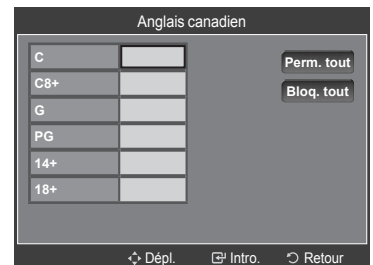 Anglais canadien
C
C8+
G
PG
14+
18+
Perm. tout
Bloq. tout
Dépl. Intro. Retour